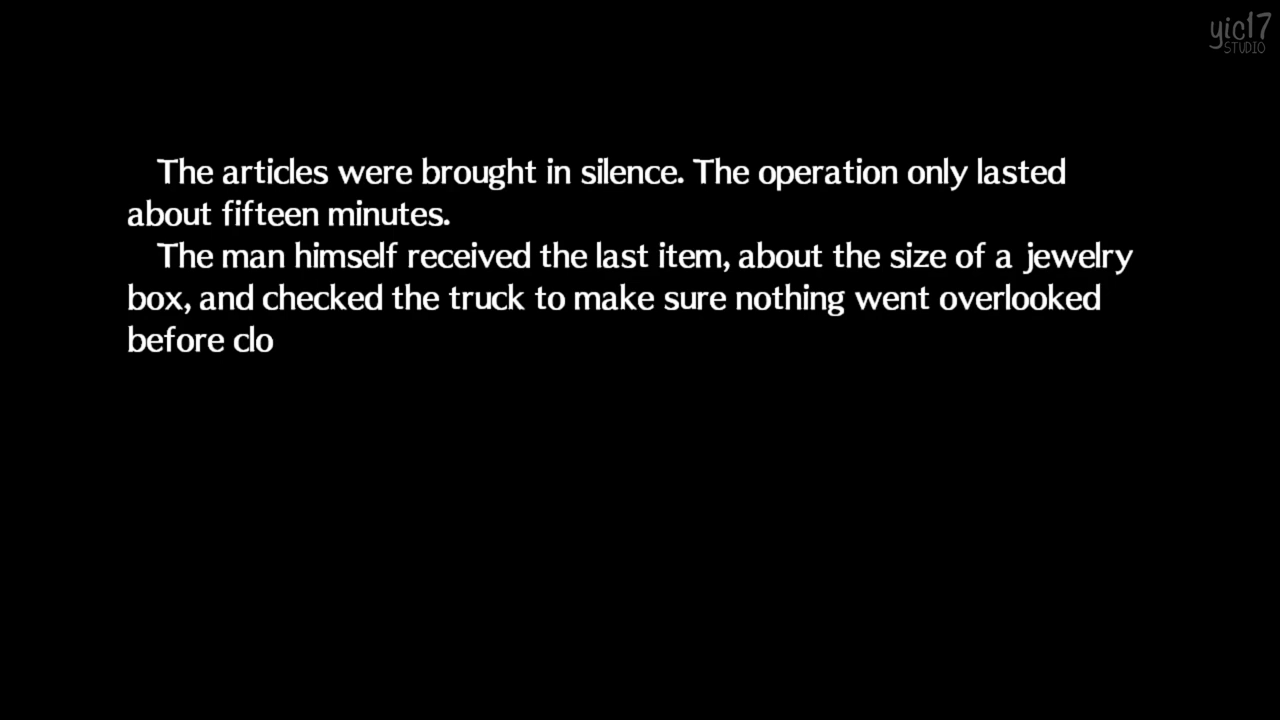 yic17
STUDIO
The articles were brought in silence. The operation only lasted
about fifteen minutes.
The man himself received the last item, about the size of a jewelry
box, and checked the truck to make sure nothing went overlooked
before clo